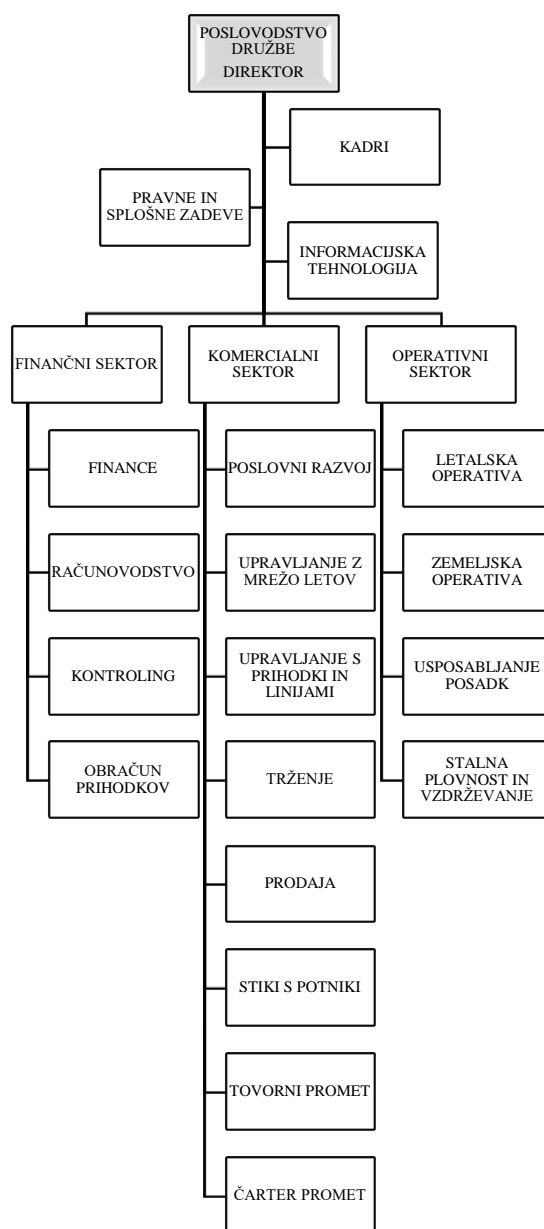 POSLOVODSTVO
DRUŽBE
DIREKTOR
KADRI
PRAVNE IN
SPLOŠNE ZADEVE
INFORMACIJSKA
TEHNOLOGIJA
FINANČNI SEKTOR
KOMERCIALNI
SEKTOR
OPERATIVNI
SEKTOR
FINANCE
RAČUNOVODSTVO
KONTROLING
OBRAČUN
PRIHODKOV
POSLOVNI RAZVOJ
UPRAVLJANJE Z
MREŽO LETOV
UPRAVLJANJE S
PRIHODKI IN
LINIJAMI
TRŽENJE
PRODAJA
STIKI S POTNIKI
TOVORNI PROMET
ČARTER PROMET
LETALSKA
OPERATIVA
ZEMELJSKA
OPERATIVA
USPOSABLJANJE
POSADK
STALNA
PLOVNOST IN
VZDRŽEVANJE